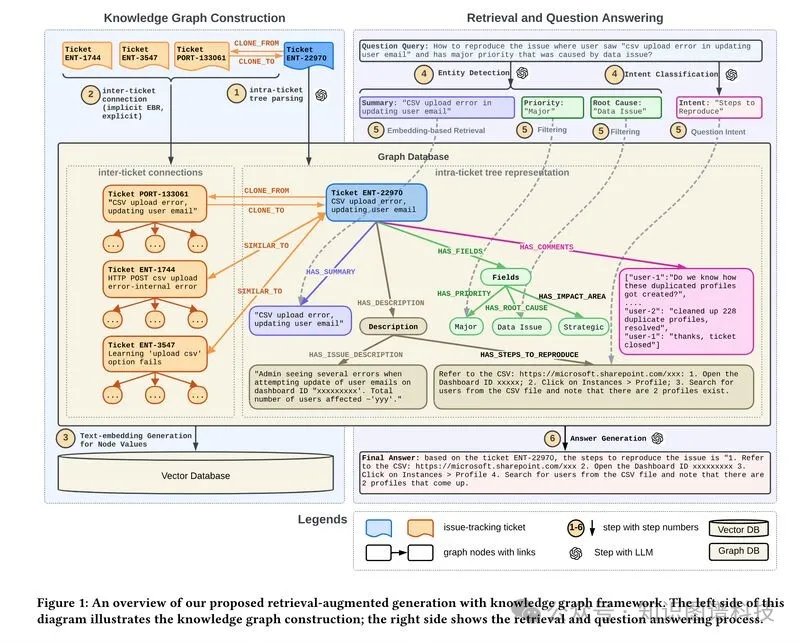 Knowledge Graph Construction
Retrieval and Question Answering
Ticket
ENT-1744
Ticket
ENT-3547
Ticket
PORT-133061
CLONE_FROM
CLONE_TO
Ticket
ENT-22970
2
inter-ticket
connection
(implicit EBR,
explicit)
1
intra-ticket
tree parsing
Question Query: How to reproduce the issue where user saw "csv upload error in updating
user email" and has major priority that was caused by data issue?
4
Entity Detection
4
Intent Classification
Summary: "CSV upload error in
updating user email"
Priority:
"Major"
Root Cause:
"Data Issue"
Intent: "Steps to
Reproduce"
5
Embedding-based Retrieval
5
Filtering
5
Filtering
5
Question Intent
Graph Database
inter-ticket connections
intra-ticket tree representation
Ticket PORT-133061
"CSV upload error,
updating user email"
...
...
...
Ticket ENT-1744
HTTP POST csv upload
error-internal error
...
...
...
Ticket ENT-3547
Learning 'upload csv'
option fails
...
...
...
CLONE_FROM
CLONE_TO
SIMILAR_TO
SIMILAR_TO
Ticket ENT-22970
CSV upload error,
updating user email
HAS_SUMMARY
HAS_DESCRIPTION
HAS_FIELDS
HAS_COMMENTS
"CSV upload error,
updating user email"
Description
Fields
HAS_PRIORITY
HAS_ROOT_CAUSE
HAS_IMPACT_AREA
Major
Data Issue
Strategic
["user-1":"Do we know how
these duplicated profiles
got created?",
....
"user-2": "cleaned up 228
duplicate profiles,
resolved",
"user-1": "thanks, ticket
closed"]
HAS_ISSUE_DESCRIPTION
HAS_STEPS_TO_REPRODUCE
"Admin seeing several errors when
attempting update of user emails on
dashboard ID "xxxxxxxxx'. Total
number of users affected ~'yyy'."
Refer to the CSV: https://microsoft.sharepoint.com/xxx: 1. Open the
Dashboard ID xxxxx; 2. Click on Instances > Profile; 3. Search for
users from the CSV file and note that there are 2 profiles exist.
3
Text-embedding Generation
for Node Values
Vector Database
6
Answer Generation
Final Answer: based on the ticket ENT-22970, the steps to reproduce the issue is "1. Refer
to the CSV: https://microsoft.sharepoint.com/xxx 2. Open the Dashboard ID xxxxxxxxx 3.
Click on Instances > Profile 4. Search for users from the CSV file and note that there are
2 profiles that come up.
Legends
issue-tracking ticket
1-6
step with step numbers
Vector DB
graph nodes with links
Step with LLM
Graph DB
Figure 1: An overview of our proposed retrieval-augmented generation with knowledge graph framework. The left side of this
diagram illustrates the knowledge graph construction; the right side shows the retrieval and question answering process.
公众号 · 知识图谱科技